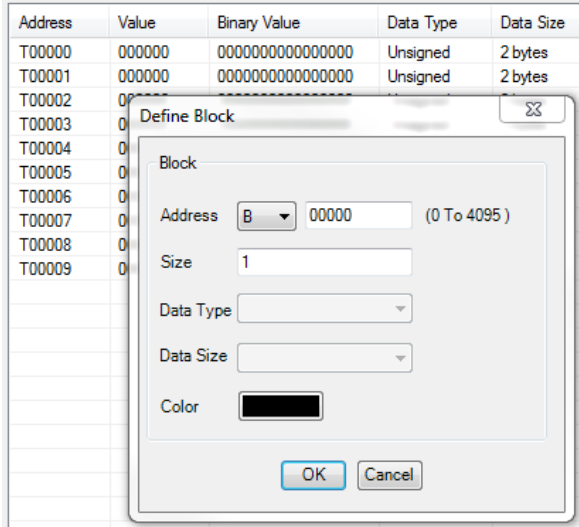 Address Value Binary Value Data Type Data Size
T00000 000000 0000000000000000 Unsigned 2 bytes
T00001 000000 0000000000000000 Unsigned 2 bytes
T00002
T00003
T00004
T00005
T00006
T00007
T00008
T00009
Define Block
Block
Address B 00000 (0 To 4095 )
Size 1
Data Type
Data Size
Color
OK Cancel